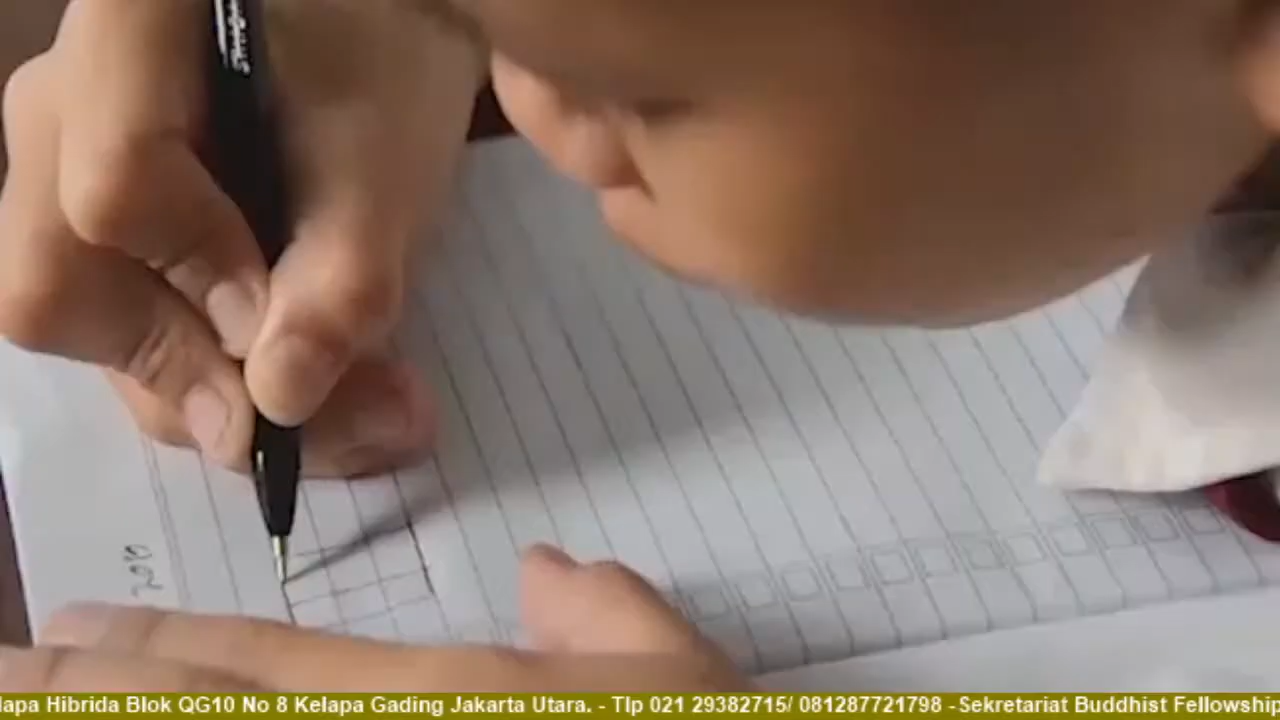 lapa Hibrida Blok QG10 No 8 Kelapa Gading Jakarta Utara. - Tlp 021 29382715/ 081287721798 - Sekretariat Buddhist Fellowship